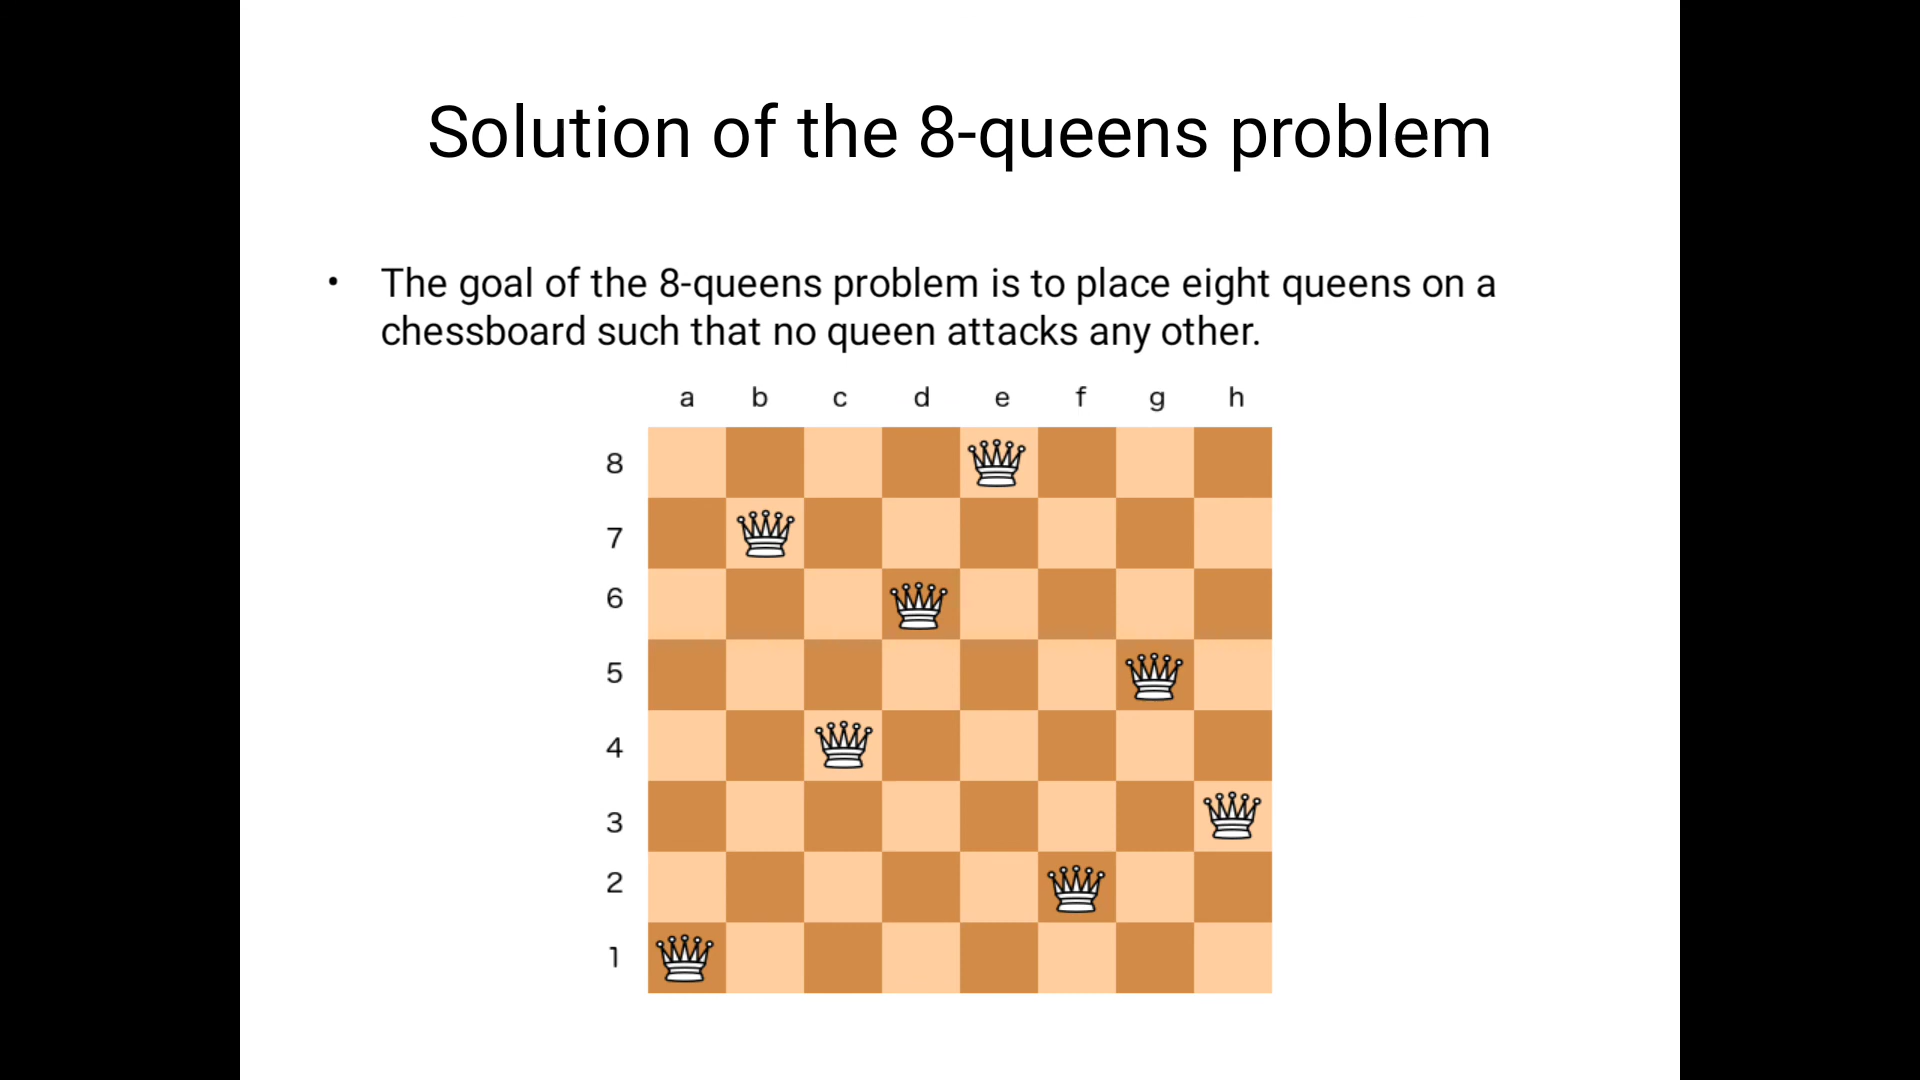 Solution of the 8-queens problem
• The goal of the 8-queens problem is to place eight queens on a
chessboard such that no queen attacks any other.
a b c d e f g h
8
7
6
5
4
3
2
1